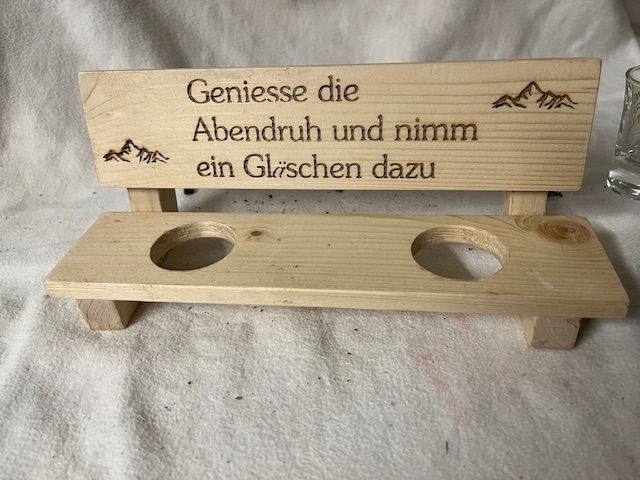 Geniesse die
Abendruh und nimm
ein Gläschen dazu